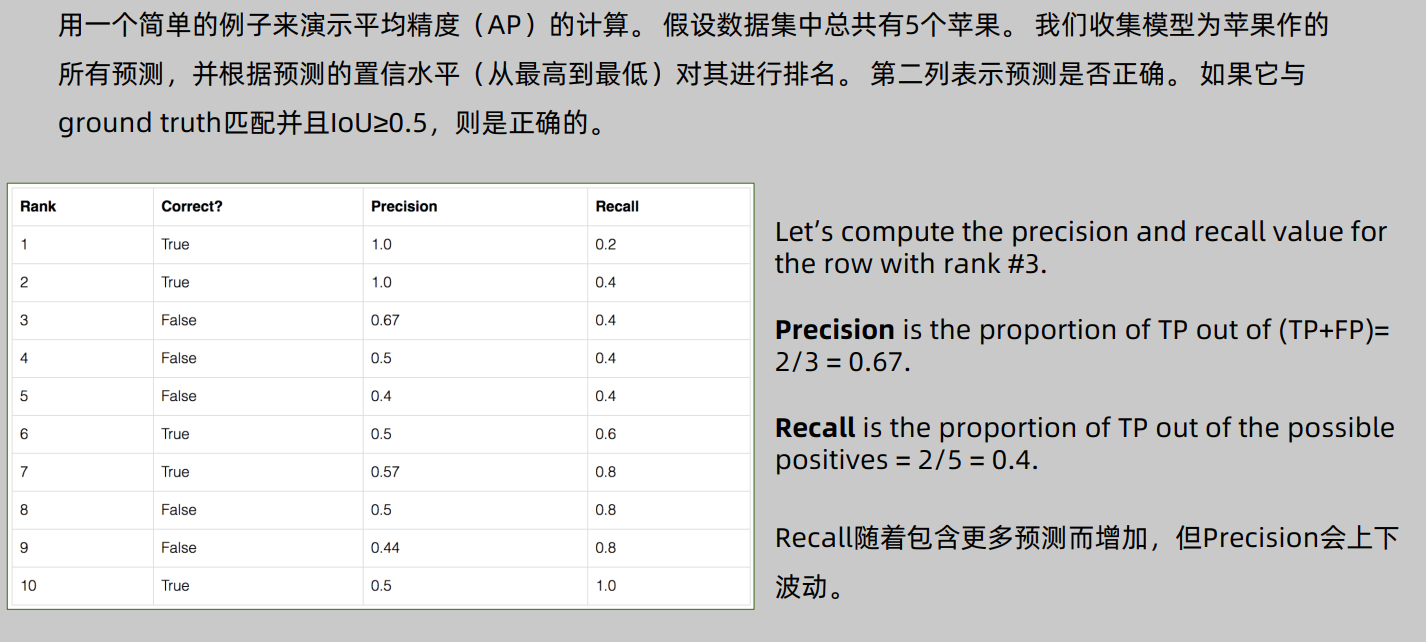 用一个简单的例子来演示平均精度（AP）的计算。 假设数据集中总共有5个苹果。 我们收集模型为苹果作的
所有预测，并根据预测的置信水平（从最高到最低）对其进行排名。 第二列表示预测是否正确。 如果它与
ground truth匹配并且IoU≥0.5，则是正确的。
Rank Correct? Precision Recall
1 True 1.0 0.2
2 True 1.0 0.4
3 False 0.67 0.4
4 False 0.5 0.4
5 False 0.4 0.4
6 True 0.5 0.6
7 True 0.57 0.8
8 False 0.5 0.8
9 False 0.44 0.8
10 True 0.5 1.0
Let’s compute the precision and recall value for
the row with rank #3.
Precision is the proportion of TP out of (TP+FP)=
2/3 = 0.67.
Recall is the proportion of TP out of the possible
positives = 2/5 = 0.4.
Recall随着包含更多预测而增加，但Precision会上下
波动。